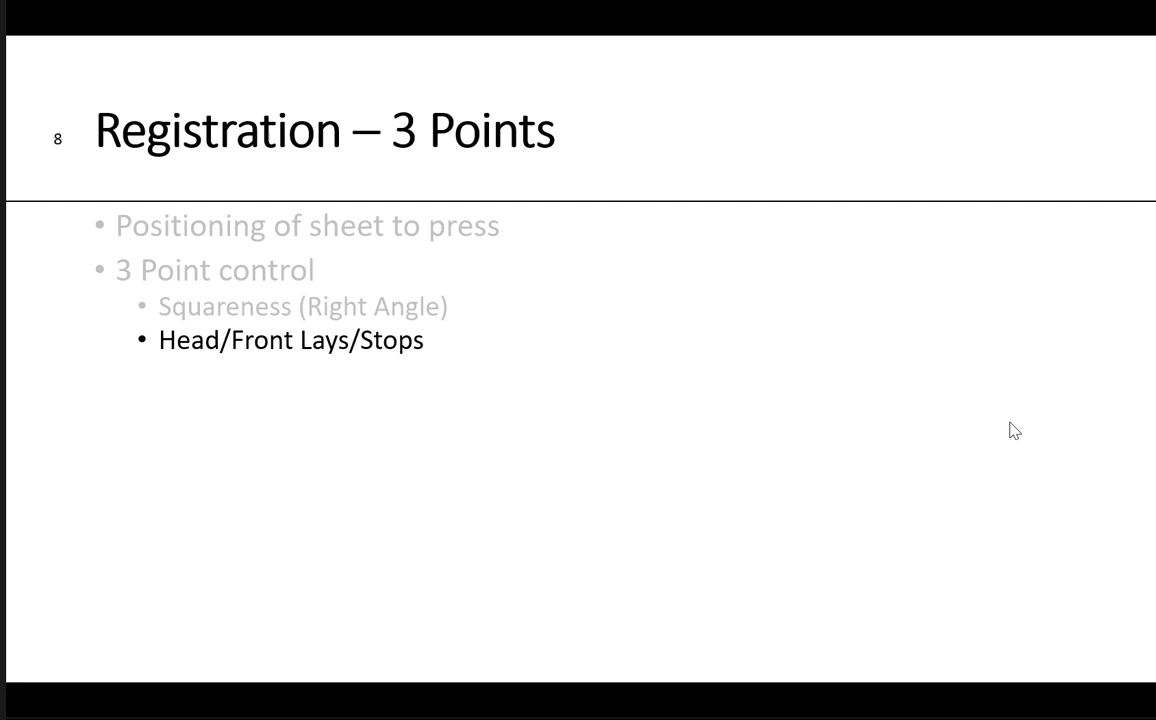 8
Registration – 3 Points
• Positioning of sheet to press
• 3 Point control
• Squareness (Right Angle)
• Head/Front Lays/Stops